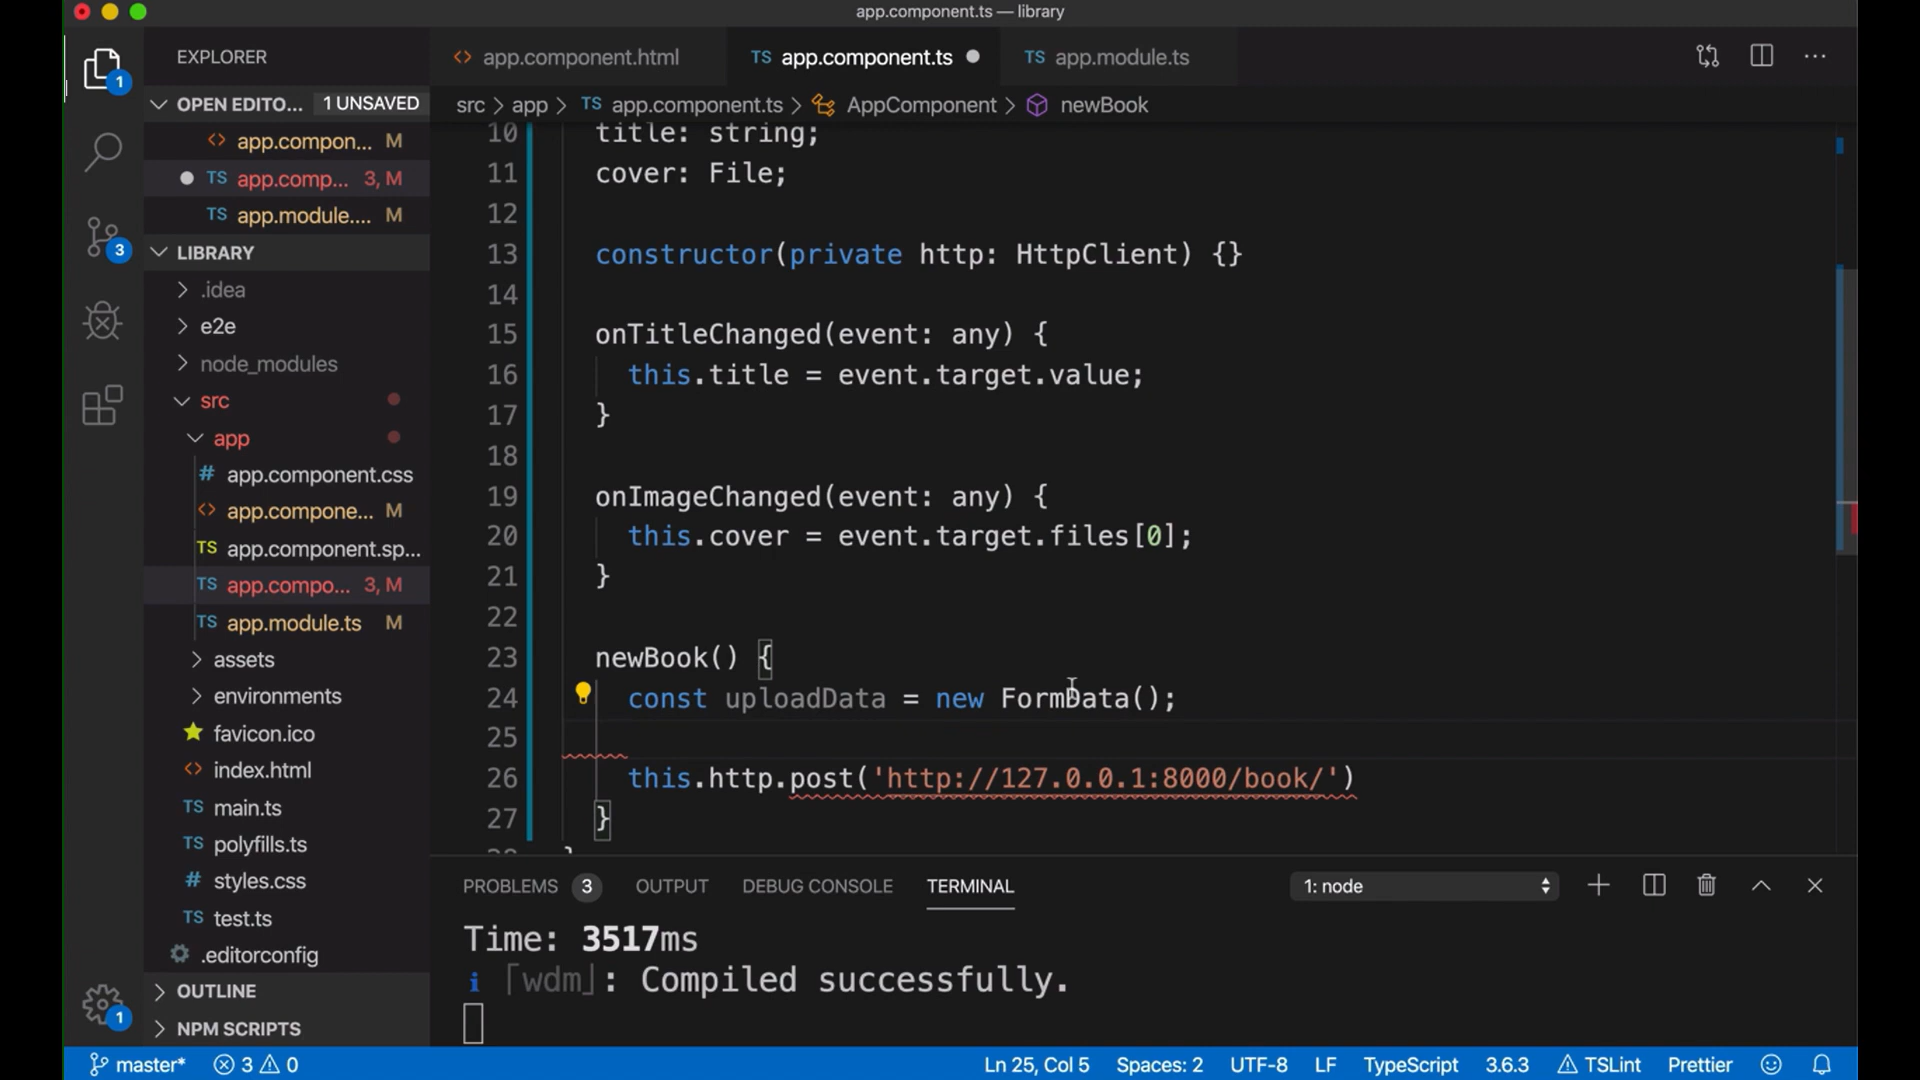 app.component.ts — library
EXPLORER
OPEN EDITO... 1 UNSAVED
<> app.compon... M
TS app.comp... 3, M
TS app.module.... M
LIBRARY
.idea
e2e
node_modules
src
app
# app.component.css
<> app.compone... M
TS app.component.sp...
TS app.compo... 3, M
TS app.module.ts M
assets
environments
favicon.ico
<> index.html
TS main.ts
TS polyfills.ts
# styles.css
TS test.ts
.editorconfig
OUTLINE
NPM SCRIPTS
1
3
1
<> app.component.html
TS app.component.ts
TS app.module.ts
src > app > TS app.component.ts > AppComponent > newBook
10 title: string;
11 cover: File;
12
13 constructor(private http: HttpClient) {}
14
15 onTitleChanged(event: any) {
16 this.title = event.target.value;
17 }
18
19 onImageChanged(event: any) {
20 this.cover = event.target.files[0];
21 }
22
23 newBook() {
24 const uploadData = new FormData();
25
26 this.http.post('http://127.0.0.1:8000/book/')
27 }
28 }
PROBLEMS 3 OUTPUT DEBUG CONSOLE TERMINAL 1: node
Time: 3517ms
i ｢wdm｣: Compiled successfully.
master* 3 0 Ln 25, Col 5 Spaces: 2 UTF-8 LF TypeScript 3.6.3 TSLint Prettier